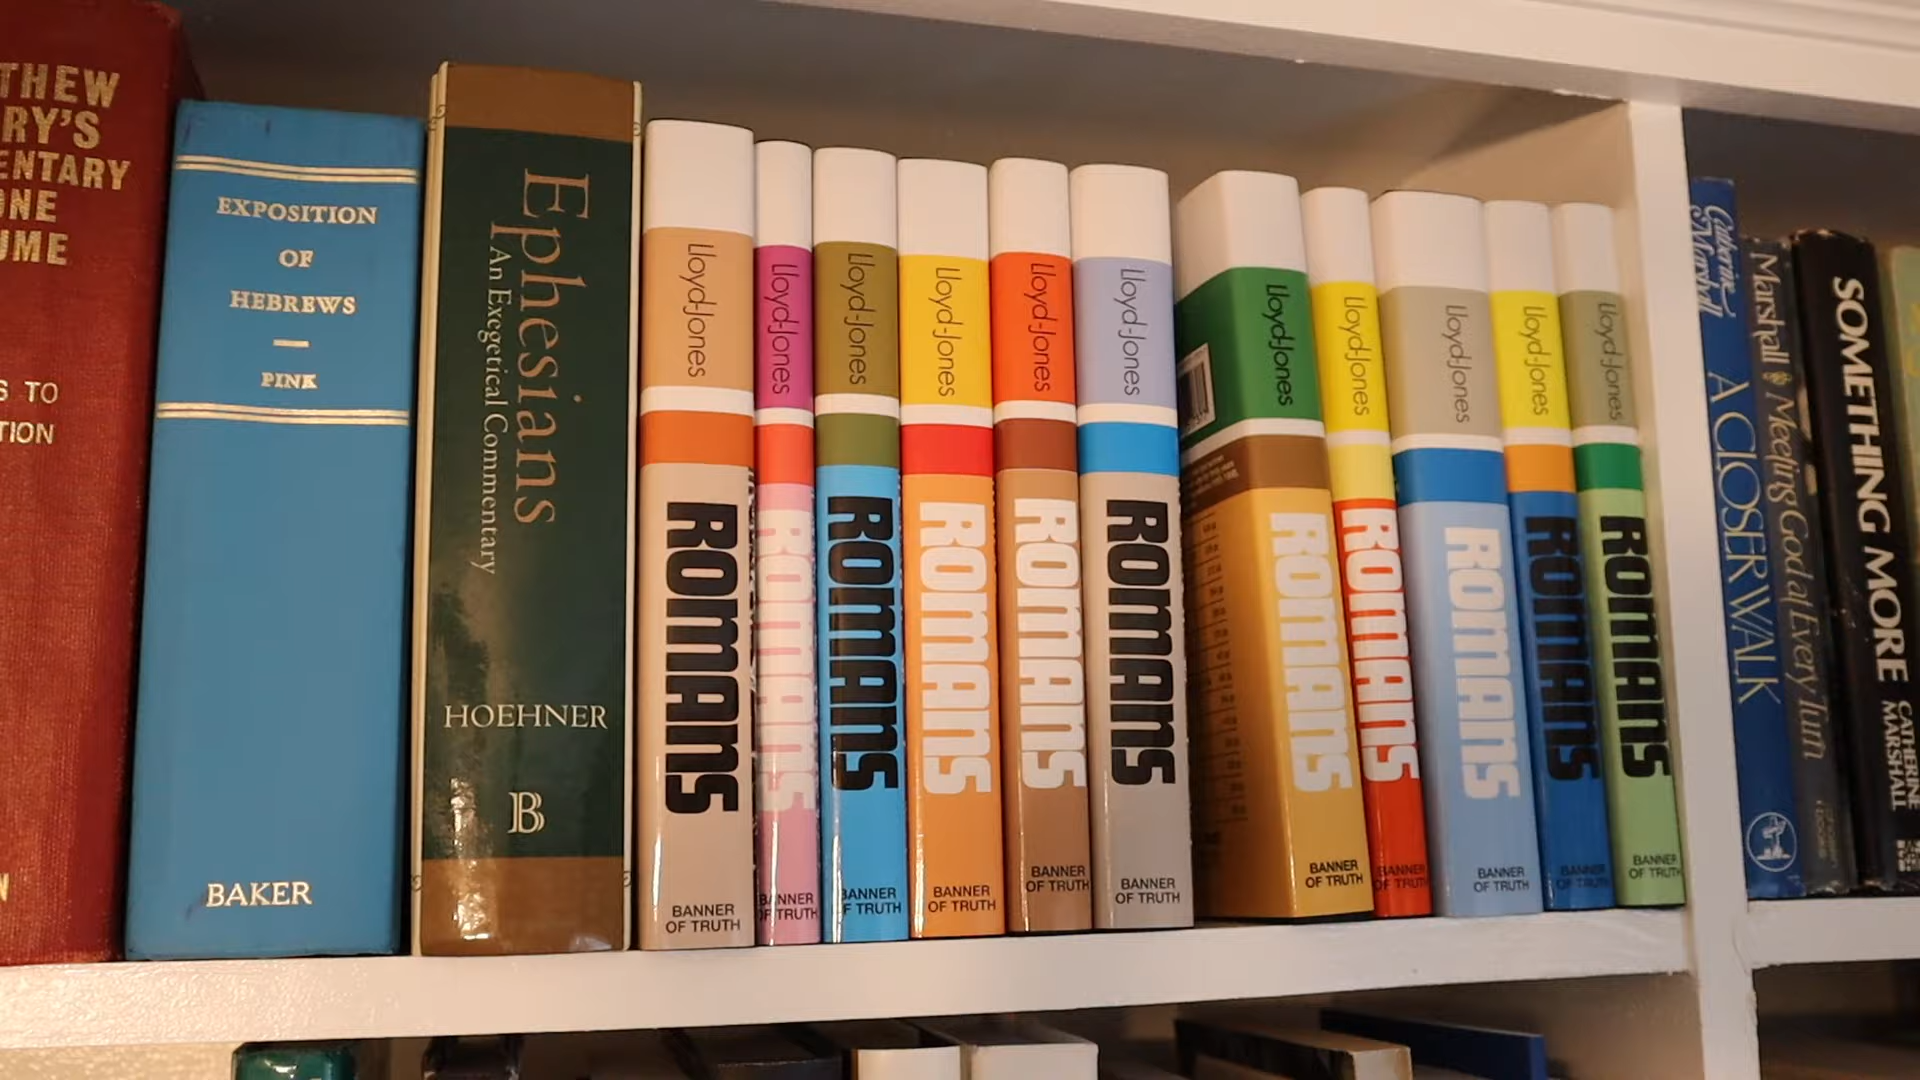 THEW
RY'S
ENTARY
ONE
UME
S TO
TION
N
EXPOSITION
OF
HEBREWS
PINK
BAKER
Ephesians
An Exegetical Commentary
HOEHNER
B
Lloyd-Jones
ROMANS
BANNER
OF TRUTH
Lloyd-Jones
ROMANS
BANNER
OF TRUTH
Lloyd-Jones
ROMANS
BANNER
OF TRUTH
Lloyd-Jones
ROMANS
BANNER
OF TRUTH
Lloyd-Jones
ROMANS
BANNER
OF TRUTH
Lloyd-Jones
ROMANS
BANNER
OF TRUTH
Lloyd-Jones
ROMANS
BANNER
OF TRUTH
Lloyd-Jones
ROMANS
BANNER
OF TRUTH
Lloyd-Jones
ROMANS
BANNER
OF TRUTH
Lloyd-Jones
ROMANS
BANNER
OF TRUTH
Lloyd-Jones
ROMANS
BANNER
OF TRUTH
Catherine
Marshall
A CLOSER WALK
Marshall
Meeting God at Every Turn
SOMETHING MORE
CATHERINE
MARSHALL